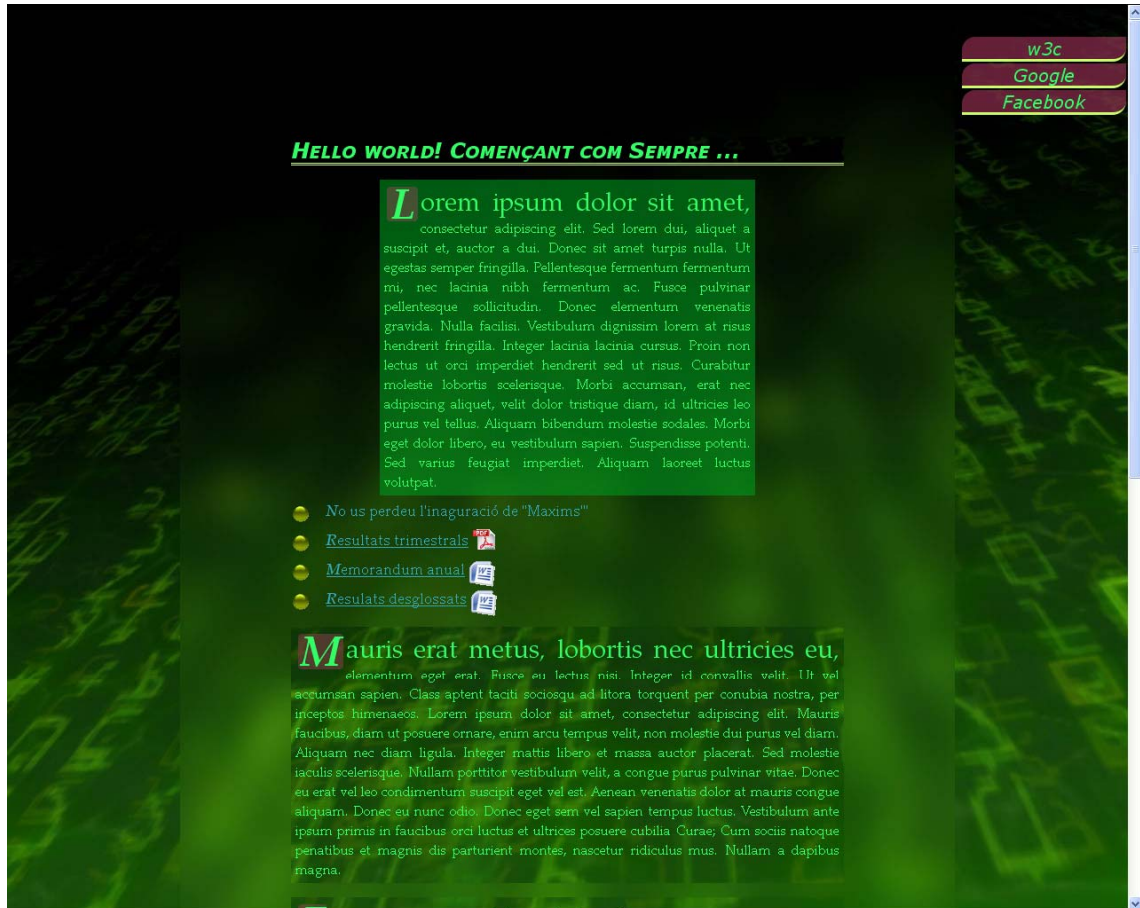 w3c
Google
Facebook
Hello world! Començant com Sempre ...
Lorem ipsum dolor sit amet,
consectetur adipiscing elit. Sed lorem dui, aliquet a
suscipit et, auctor a dui. Donec sit amet turpis nulla. Ut
egestas semper fringilla. Pellentesque fermentum fermentum
mi, nec lacinia nibh fermentum ac. Fusce pulvinar
pellentesque sollicitudin. Donec elementum venenatis
gravida. Nulla facilisi. Vestibulum dignissim lorem at risus
hendrerit fringilla. Integer lacinia lacinia cursus. Proin non
lectus ut orci imperdiet hendrerit sed ut risus. Curabitur
molestie lobortis scelerisque. Morbi accumsan, erat nec
adipiscing aliquet, velit dolor tristique diam, id ultricies leo
purus vel tellus. Aliquam bibendum molestie sodales. Morbi
eget dolor libero, eu vestibulum sapien. Suspendisse potenti.
Sed varius feugiat imperdiet. Aliquam laoreet luctus
volutpat.
No us perdeu l'inaguració de "Maxims'"
Resultats trimestrals PDF
Memorandum anual W
Resulats desglossats W
Mauris erat metus, lobortis nec ultricies eu,
elementum eget erat. Fusce eu lectus nisi. Integer id convallis velit. Ut vel
accumsan sapien. Class aptent taciti sociosqu ad litora torquent per conubia nostra, per
inceptos himenaeos. Lorem ipsum dolor sit amet, consectetur adipiscing elit. Mauris
faucibus, diam ut posuere ornare, enim arcu tempus velit, non molestie dui purus vel diam.
Aliquam nec diam ligula. Integer mattis libero et massa auctor placerat. Sed molestie
iaculis scelerisque. Nullam porttitor vestibulum velit, a congue purus pulvinar vitae. Donec
eu erat vel leo condimentum suscipit eget vel est. Aenean venenatis dolor at mauris congue
aliquam. Donec eu nunc odio. Donec eget sem vel sapien tempus luctus. Vestibulum ante
ipsum primis in faucibus orci luctus et ultrices posuere cubilia Curae; Cum sociis natoque
penatibus et magnis dis parturient montes, nascetur ridiculus mus. Nullam a dapibus
magna.